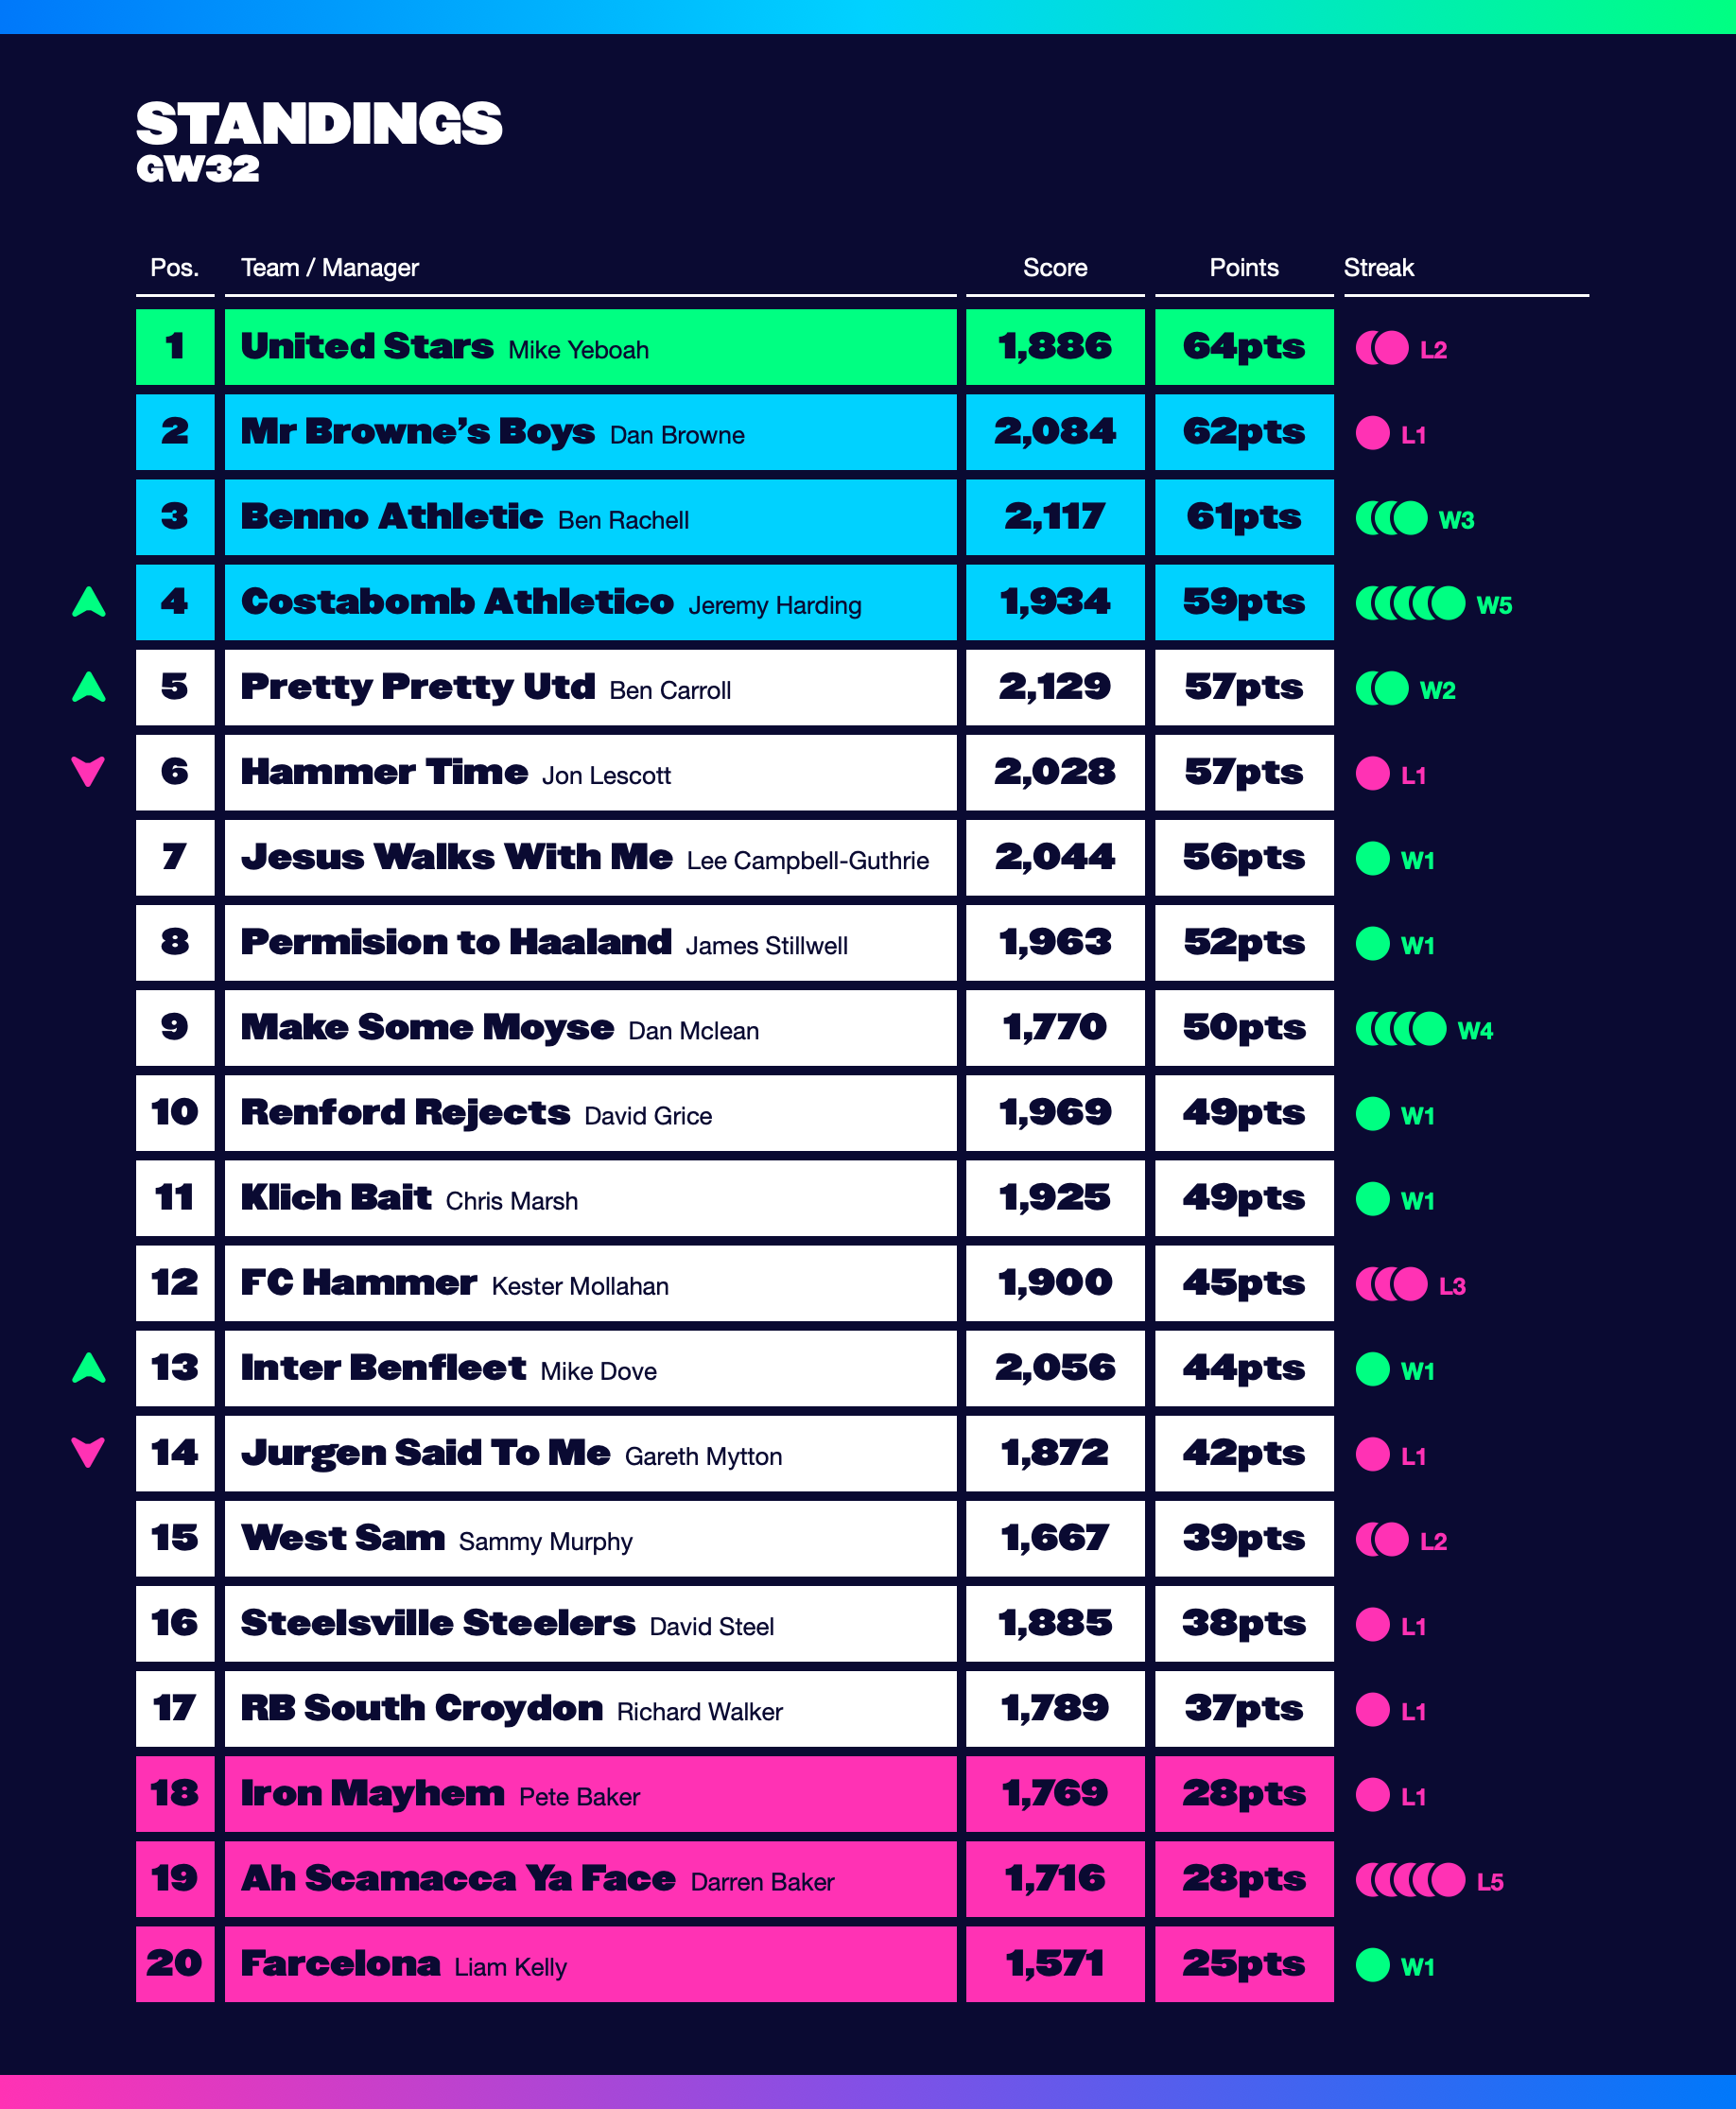 STANDINGS
GW32
Pos. Team / Manager Score Points Streak
1 United Stars Mike Yeboah 1,886 64pts L2
2 Mr Browne’s Boys Dan Browne 2,084 62pts L1
3 Benno Athletic Ben Rachell 2,117 61pts W3
4 Costabomb Athletico Jeremy Harding 1,934 59pts W5
5 Pretty Pretty Utd Ben Carroll 2,129 57pts W2
6 Hammer Time Jon Lescott 2,028 57pts L1
7 Jesus Walks With Me Lee Campbell-Guthrie 2,044 56pts W1
8 Permision to Haaland James Stillwell 1,963 52pts W1
9 Make Some Moyse Dan Mclean 1,770 50pts W4
10 Renford Rejects David Grice 1,969 49pts W1
11 Klich Bait Chris Marsh 1,925 49pts W1
12 FC Hammer Kester Mollahan 1,900 45pts L3
13 Inter Benfleet Mike Dove 2,056 44pts W1
14 Jurgen Said To Me Gareth Mytton 1,872 42pts L1
15 West Sam Sammy Murphy 1,667 39pts L2
16 Steelsville Steelers David Steel 1,885 38pts L1
17 RB South Croydon Richard Walker 1,789 37pts L1
18 Iron Mayhem Pete Baker 1,769 28pts L1
19 Ah Scamacca Ya Face Darren Baker 1,716 28pts L5
20 Farcelona Liam Kelly 1,571 25pts W1